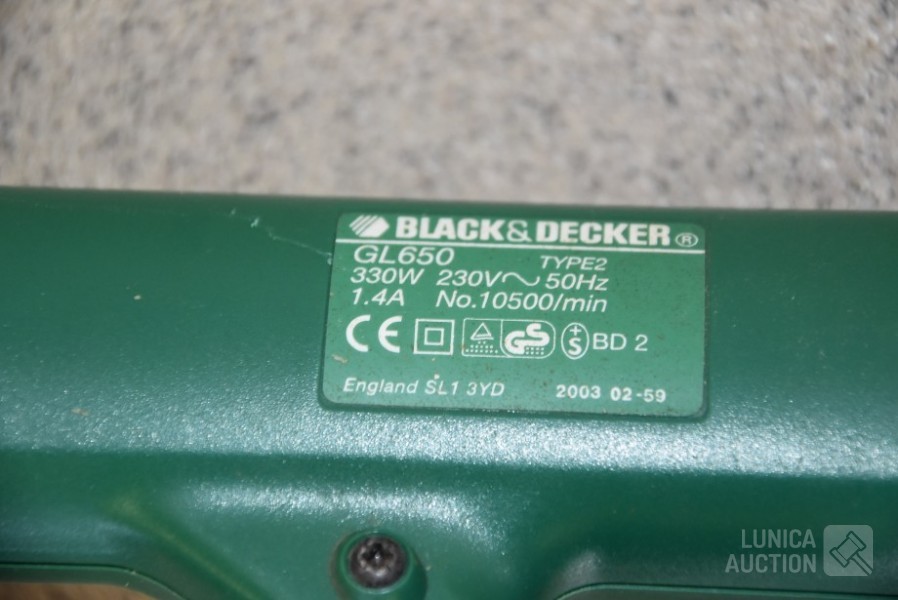 BLACK&DECKER®
GL650 TYPE2
330W 230V~50Hz
1.4A No.10500/min
CE GS +S BD 2
England SL1 3YD 2003 02-59
LUNICA
AUCTION